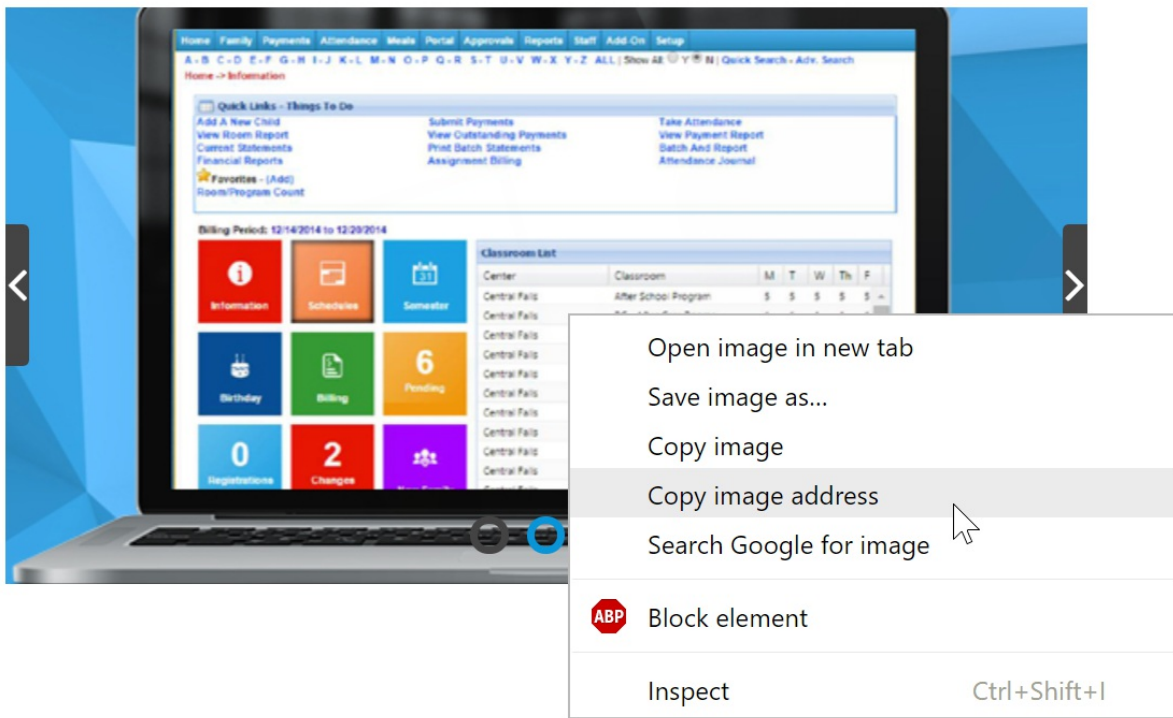 Home Family Payments Attendance Meals Portal Approvals Reports Staff Add-On Setup
A - B C - D E - F G - H I - J K - L M - N O - P Q - R S - T U - V W - X Y - Z ALL | Show All: Y N | Quick Search - Adv. Search
Home -> Information
Quick Links - Things To Do
Add A New Child Submit Payments Take Attendance
View Room Report View Outstanding Payments View Payment Report
Current Statements Print Batch Statements Batch And Report
Financial Reports Assignment Billing Attendance Journal
Favorites - (Add)
Room/Program Count
Billing Period: 12/14/2014 to 12/20/2014
Classroom List
Center Classroom M T W Th F
Central Falls After School Program 5 5 5 5 5
Central Falls
Central Falls
Central Falls
Central Falls
Central Falls
Central Falls
Central Falls
Central Falls
Central Falls
31
Information Schedules Semester
6
Birthday Billing Pending
0 2
Registrations Changes
Open image in new tab
Save image as...
Copy image
Copy image address
Search Google for image
ABP Block element
Inspect Ctrl+Shift+I